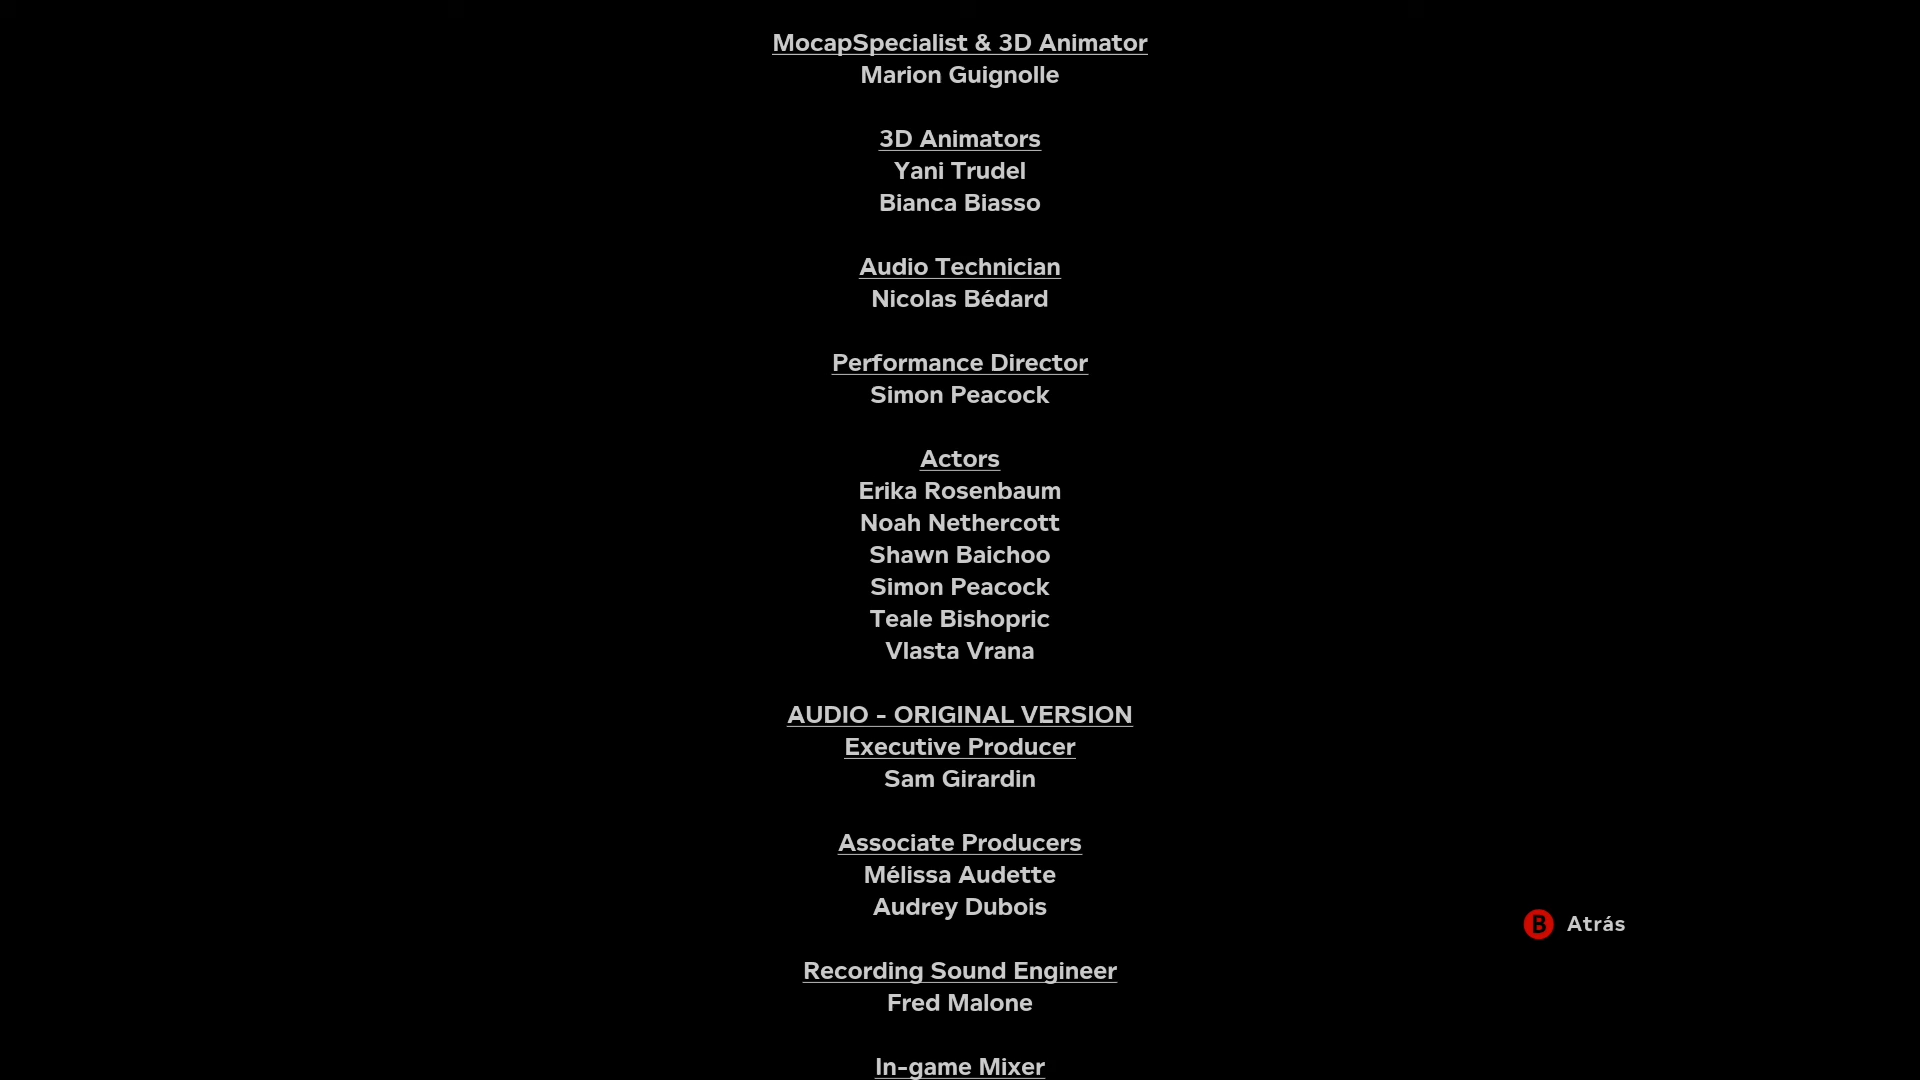 MocapSpecialist & 3D Animator
Marion Guignolle
3D Animators
Yani Trudel
Bianca Biasso
Audio Technician
Nicolas Bédard
Performance Director
Simon Peacock
Actors
Erika Rosenbaum
Noah Nethercott
Shawn Baichoo
Simon Peacock
Teale Bishopric
Vlasta Vrana
AUDIO - ORIGINAL VERSION
Executive Producer
Sam Girardin
Associate Producers
Mélissa Audette
Audrey Dubois
B Atrás
Recording Sound Engineer
Fred Malone
In-game Mixer